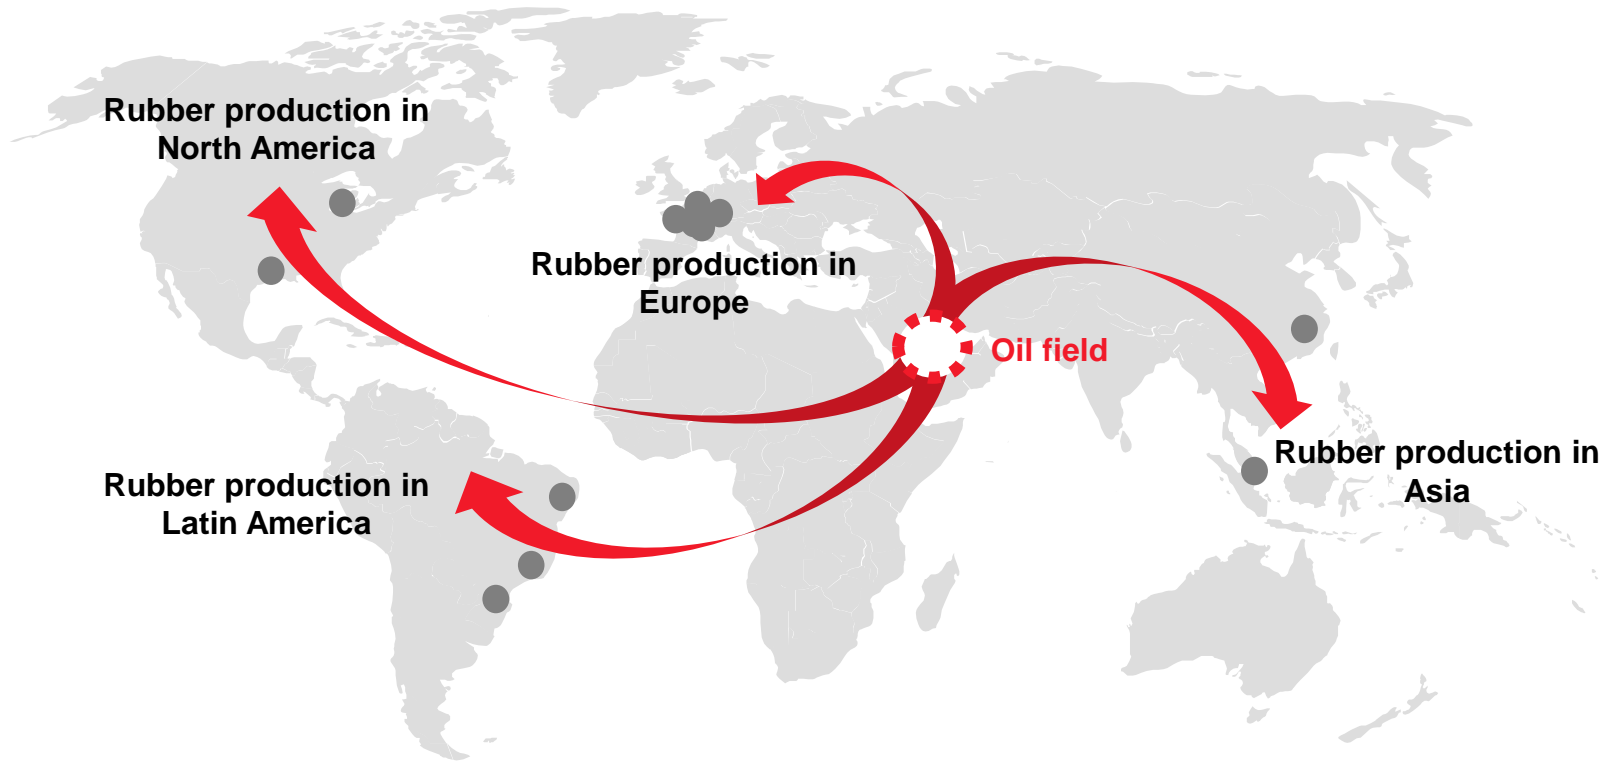 Rubber production in
North America
Rubber production in
Europe
Oil field
Rubber production in
Asia
Rubber production in
Latin America